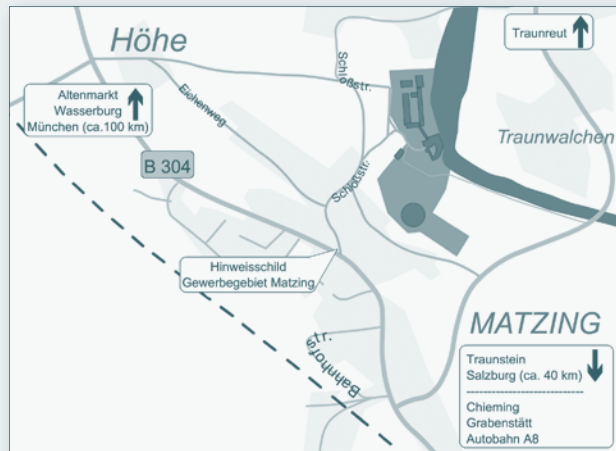 Höhe
Traunreut
Altenmarkt
Wasserburg
München (ca.100 km)
Schloßstr.
Eichenweg
Traunwalchen
B 304
Schloßstr.
Hinweisschild
Gewerbegebiet Matzing
MATZING
Bahnhofstr.
Traunstein
Salzburg (ca. 40 km)
----------------------------
Chieming
Grabenstätt
Autobahn A8